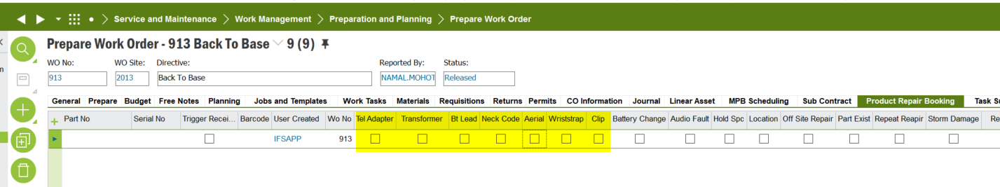 Service and Maintenance > Work Management > Preparation and Planning > Prepare Work Order
Prepare Work Order - 913 Back To Base 9 (9)
WO No: WO Site: Directive: Reported By: Status:
913 2013 Back To Base NAMAL.MOHOT Released
General Prepare Budget Free Notes Planning Jobs and Templates Work Tasks Materials Requisitions Returns Permits CO Information Journal Linear Asset MPB Scheduling Sub Contract Product Repair Booking Task
Part No Serial No Trigger Recei... Barcode User Created Wo No Tel Adapter Transformer Bt Lead Neck Code Aerial Wriststrap Clip Battery Change Audio Fault Hold Spc Location Off Site Repair Part Exist Repeat Reapir Storm Damage Re
IFSAPP 913